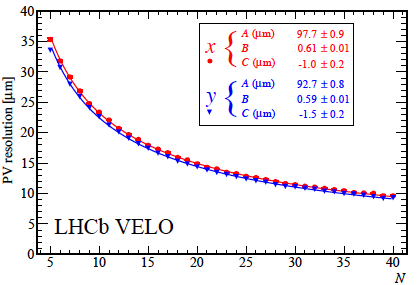 PV resolution [μm]
40
35
30
25
20
15
10
5
0
x
A (μm) 97.7 ± 0.9
B 0.61 ± 0.01
C (μm) -1.0 ± 0.2
y
A (μm) 92.7 ± 0.8
B 0.59 ± 0.01
C (μm) -1.5 ± 0.2
LHCb VELO
5 10 15 20 25 30 35 40
N